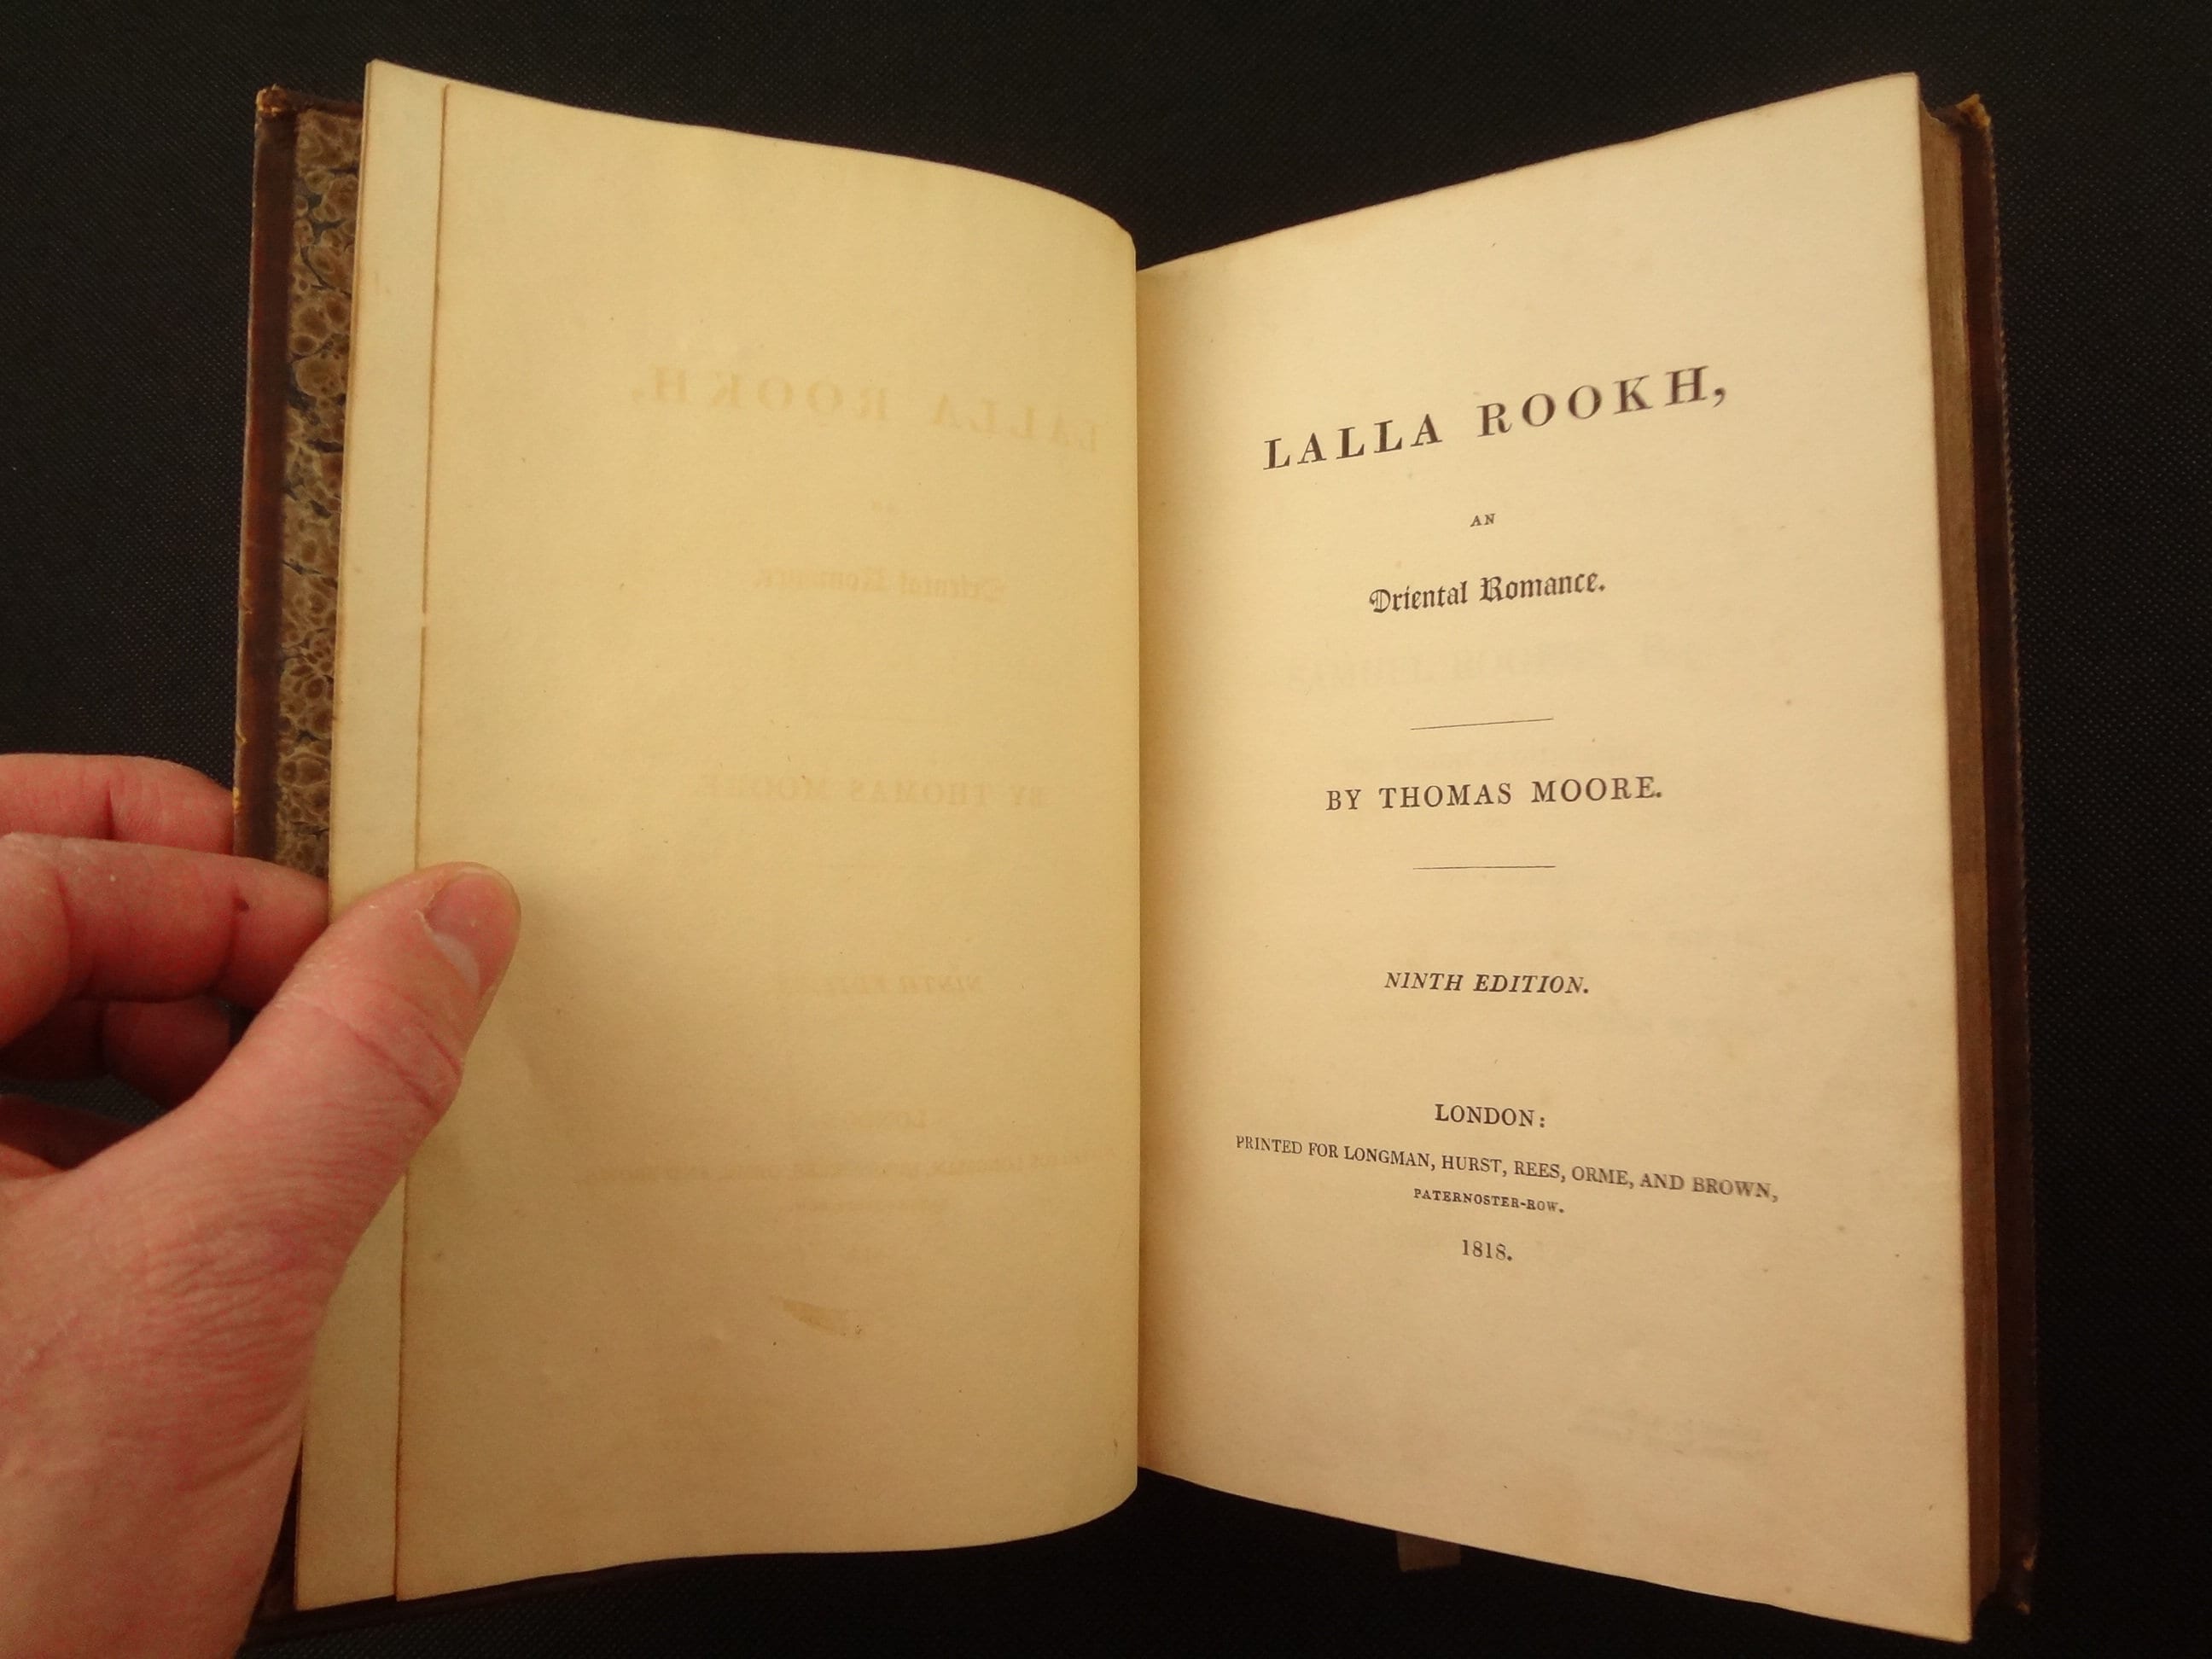 LALLA ROOKH,
AN
Oriental Romance.
BY THOMAS MOORE.
NINTH EDITION.
LONDON:
PRINTED FOR LONGMAN, HURST, REES, ORME, AND BROWN,
PATERNOSTER-ROW.
1818.